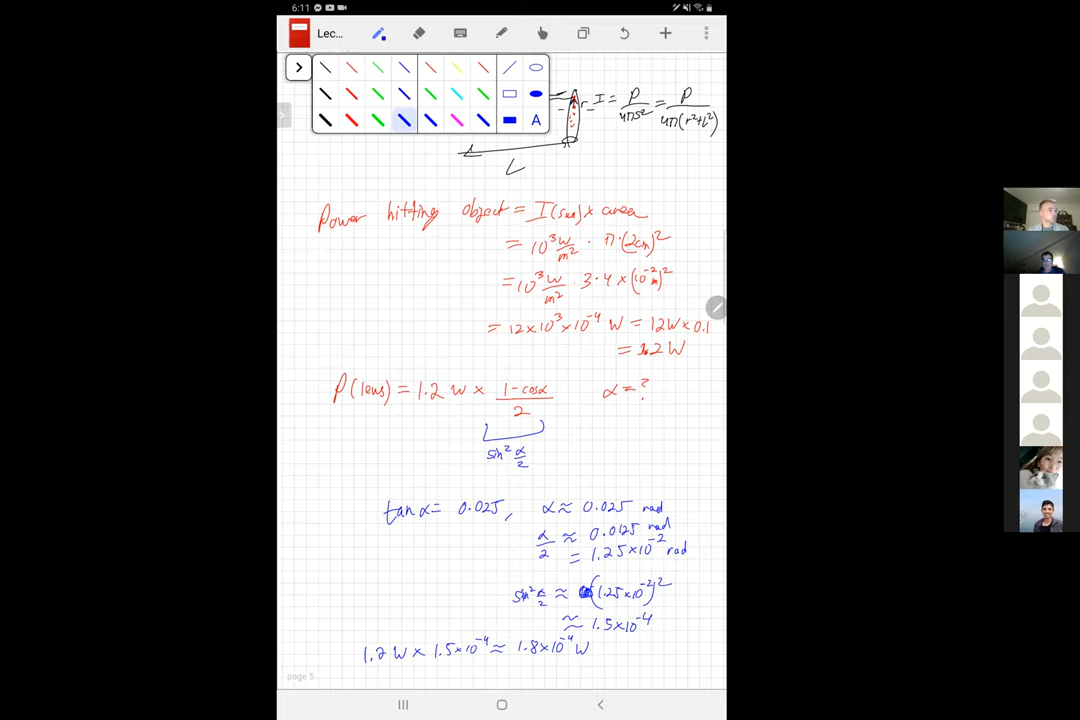 6:11
Lec...
A
I = P/4πs² = P/4π(r²+L²)
r
L
Power hitting object = I(sun) × area
= 10³ W/m² · π·(2cm)²
= 10³ W/m² · 3·4 × (10⁻² m)²
= 12×10³×10⁻⁴ W = 12W×0.1
= 1.2 W
P(lens) = 1.2 W × (1-cosα)/2 α = ?
sin² α/2
tanα = 0.025, α ≈ 0.025 rad
α/2 ≈ 0.0125 rad
= 1.25×10⁻² rad
sin² α/2 ≈ (1.25×10⁻²)²
≈ 1.5×10⁻⁴
1.2 W × 1.5×10⁻⁴ ≈ 1.8×10⁻⁴ W
page 5